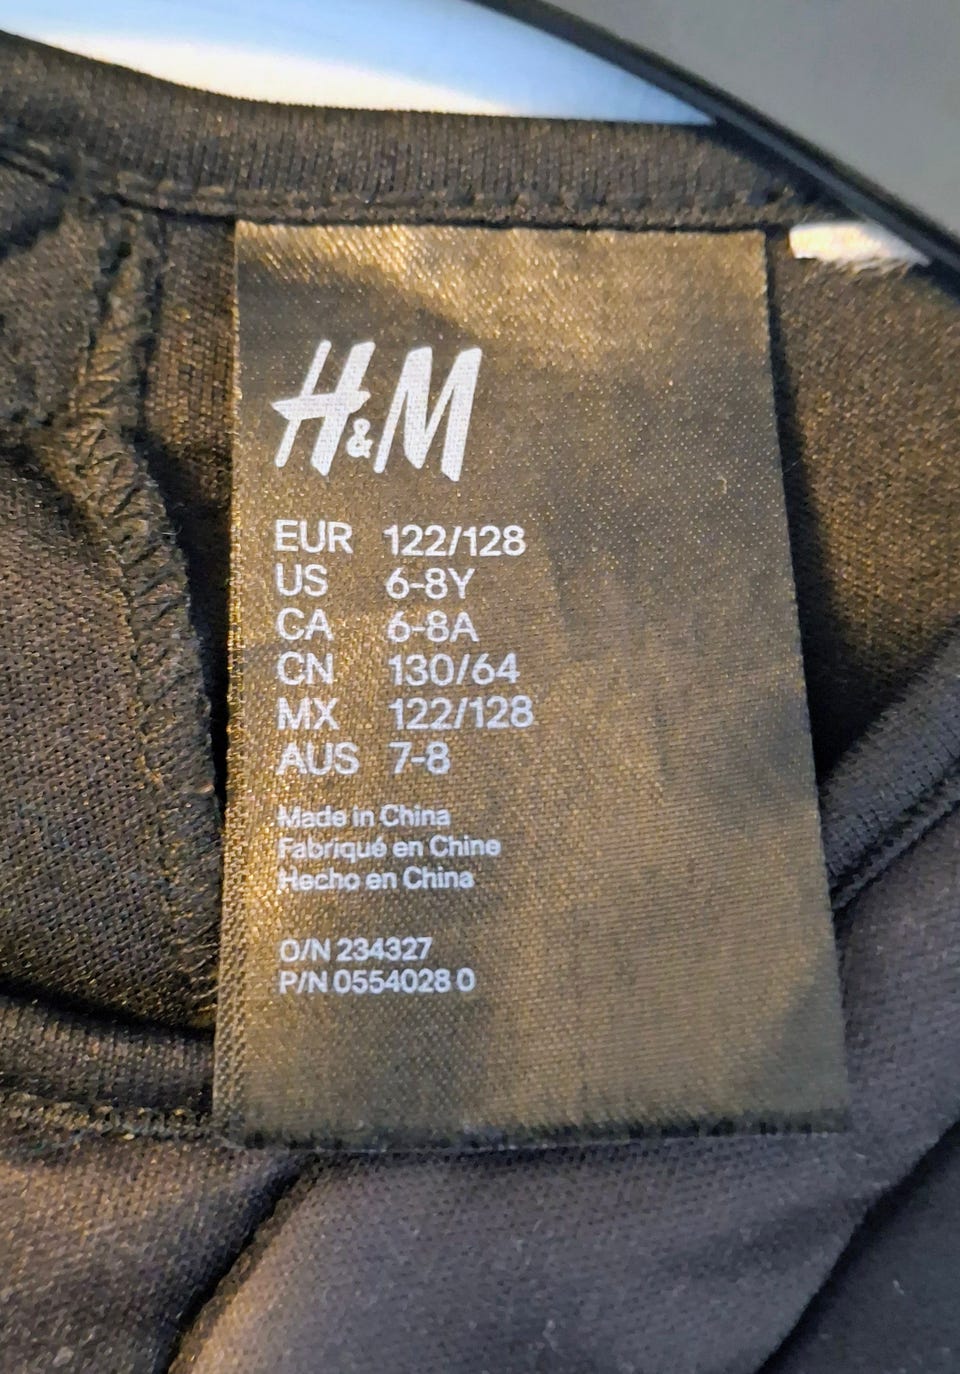 H&M
EUR 122/128
US 6-8Y
CA 6-8A
CN 130/64
MX 122/128
AUS 7-8
Made in China
Fabriqué en Chine
Hecho en China
O/N 234327
P/N 0554028 0